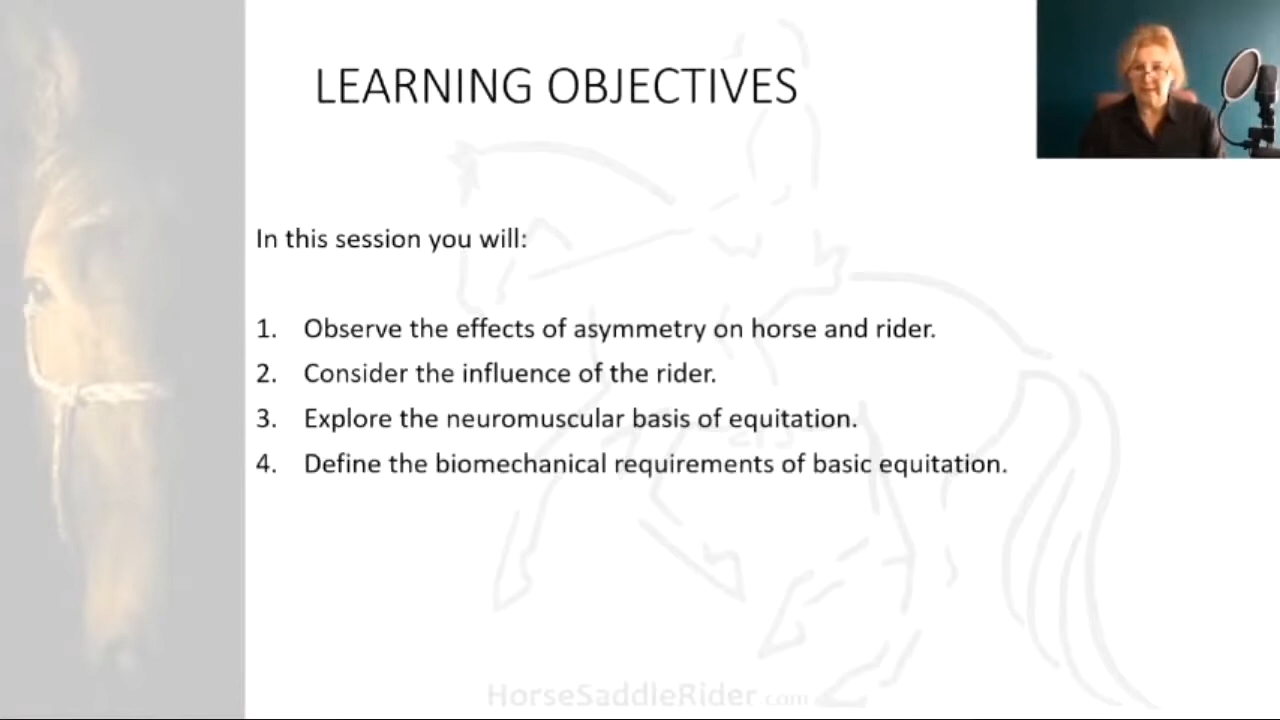 LEARNING OBJECTIVES
In this session you will:
1. Observe the effects of asymmetry on horse and rider.
2. Consider the influence of the rider.
3. Explore the neuromuscular basis of equitation.
4. Define the biomechanical requirements of basic equitation.
HorseSaddleRider.com